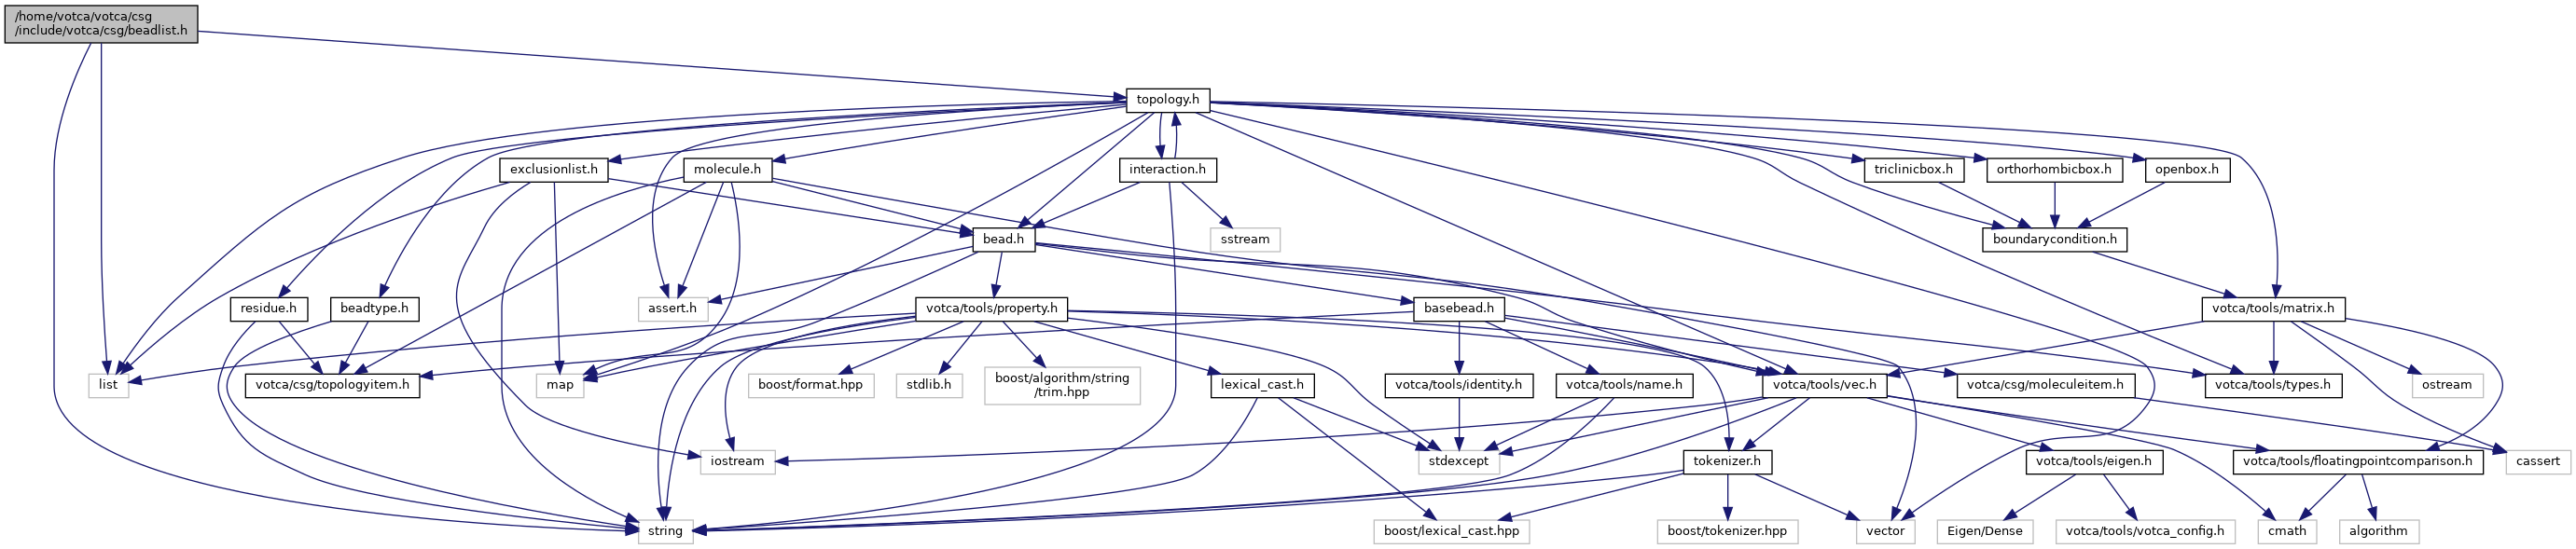 /home/votca/votca/csg
/include/votca/csg/beadlist.h
topology.h
exclusionlist.h
molecule.h
interaction.h
triclinicbox.h
orthorhombicbox.h
openbox.h
bead.h
sstream
boundarycondition.h
residue.h
beadtype.h
assert.h
votca/tools/property.h
basebead.h
votca/tools/matrix.h
list
votca/csg/topologyitem.h
map
boost/format.hpp
stdlib.h
boost/algorithm/string
/trim.hpp
lexical_cast.h
votca/tools/identity.h
votca/tools/name.h
votca/tools/vec.h
votca/csg/moleculeitem.h
votca/tools/types.h
ostream
iostream
stdexcept
tokenizer.h
votca/tools/eigen.h
votca/tools/floatingpointcomparison.h
cassert
string
boost/lexical_cast.hpp
boost/tokenizer.hpp
vector
Eigen/Dense
votca/tools/votca_config.h
cmath
algorithm